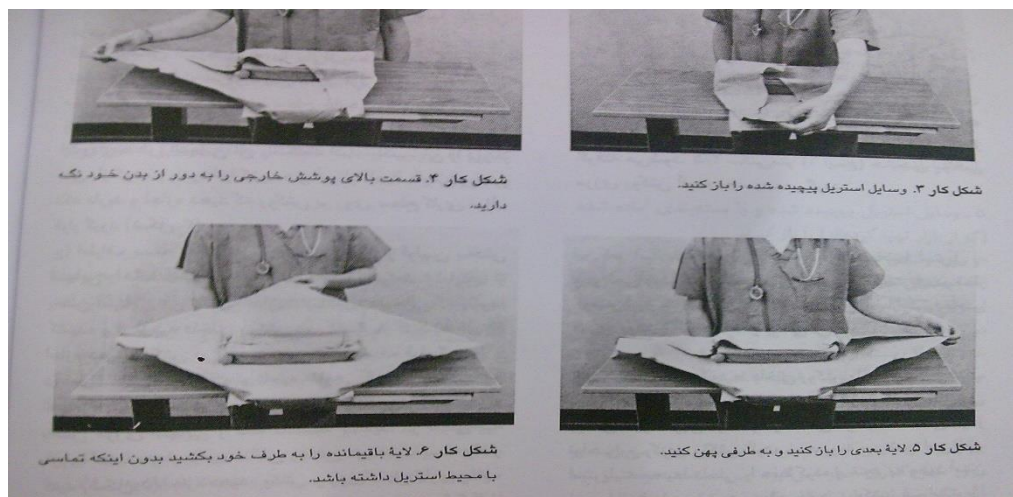 شکل کار ۳. وسایل استریل پیچیده شده را باز کنید.
شکل کار ۴. قسمت بالای پوشش خارجی را به دور از بدن خود نگه
دارید.
شکل کار ۵. لایهٔ بعدی را باز کنید و به طرفی پهن کنید.
شکل کار ۶. لایهٔ باقیمانده را به طرف خود بکشید بدون اینکه تماسی
با محیط استریل داشته باشد.